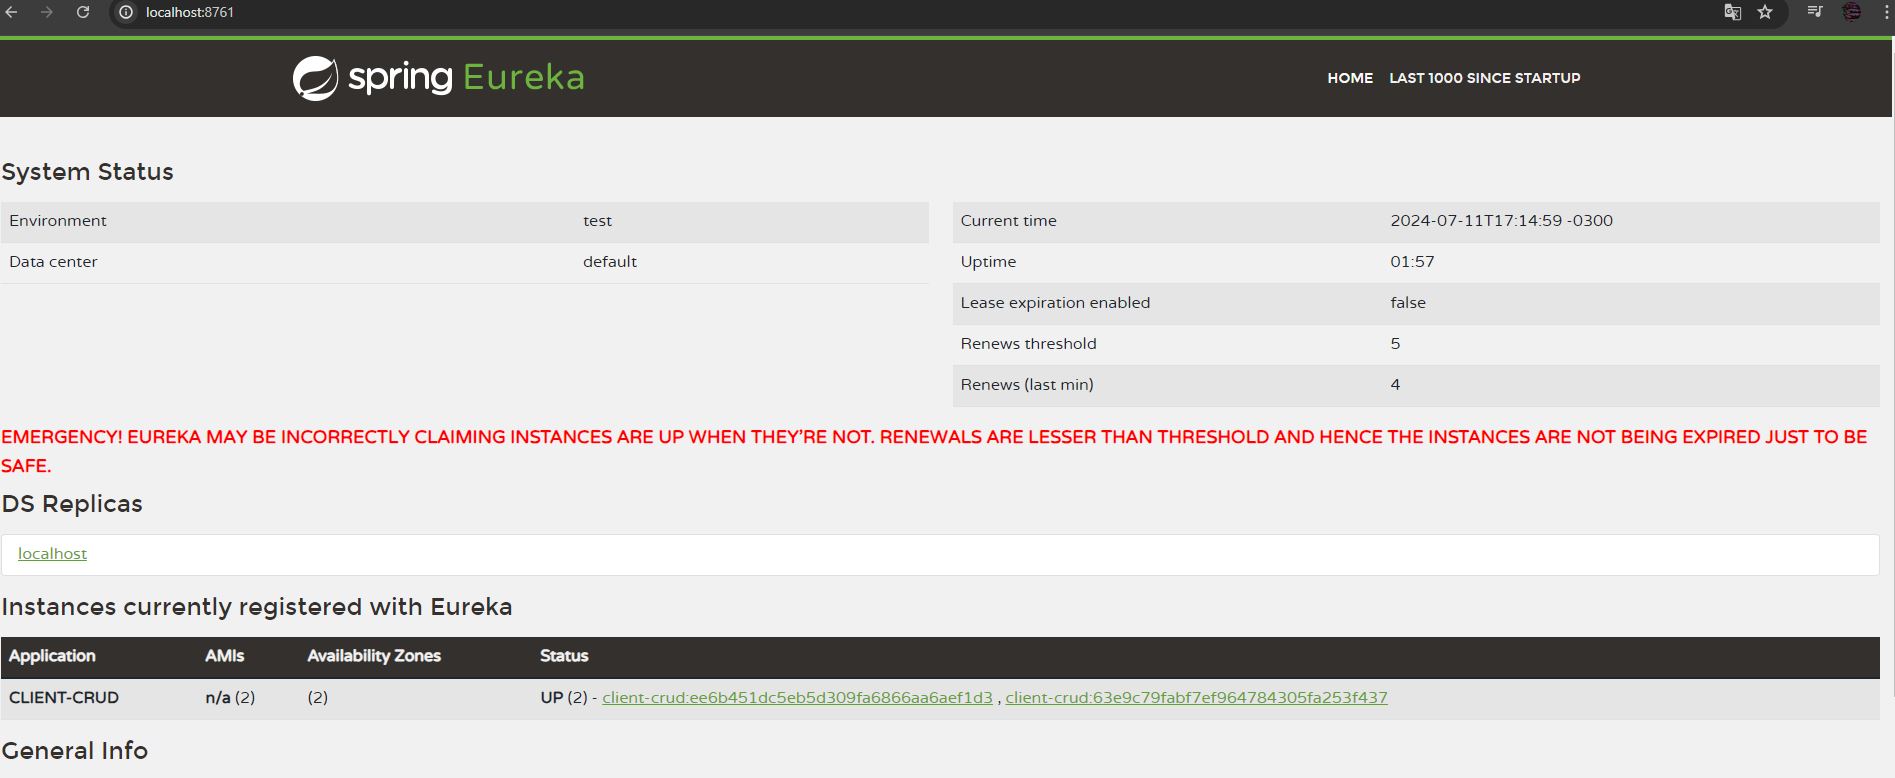 localhost:8761
spring Eureka
HOME LAST 1000 SINCE STARTUP
System Status
Environment test
Data center default
Current time 2024-07-11T17:14:59 -0300
Uptime 01:57
Lease expiration enabled false
Renews threshold 5
Renews (last min) 4
EMERGENCY! EUREKA MAY BE INCORRECTLY CLAIMING INSTANCES ARE UP WHEN THEY'RE NOT. RENEWALS ARE LESSER THAN THRESHOLD AND HENCE THE INSTANCES ARE NOT BEING EXPIRED JUST TO BE
SAFE.
DS Replicas
localhost
Instances currently registered with Eureka
Application AMIs Availability Zones Status
CLIENT-CRUD n/a (2) (2) UP (2) - client-crud:ee6b451dc5eb5d309fa6866aa6aef1d3 , client-crud:63e9c79fabf7ef964784305fa253f437
General Info